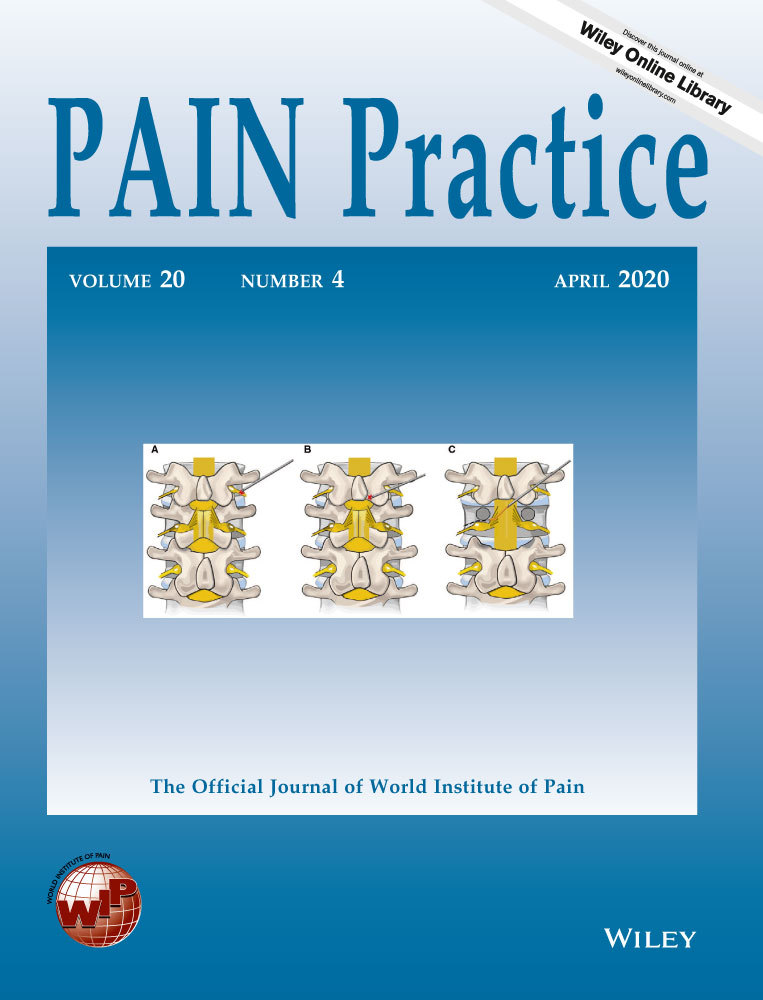 Discover this journal online at
Wiley Online Library
wileyonlinelibrary.com
PAIN Practice
VOLUME 20 NUMBER 4 APRIL 2020
A B C
The Official Journal of World Institute of Pain
WORLD INSTITUTE OF PAIN
WIP
WILEY